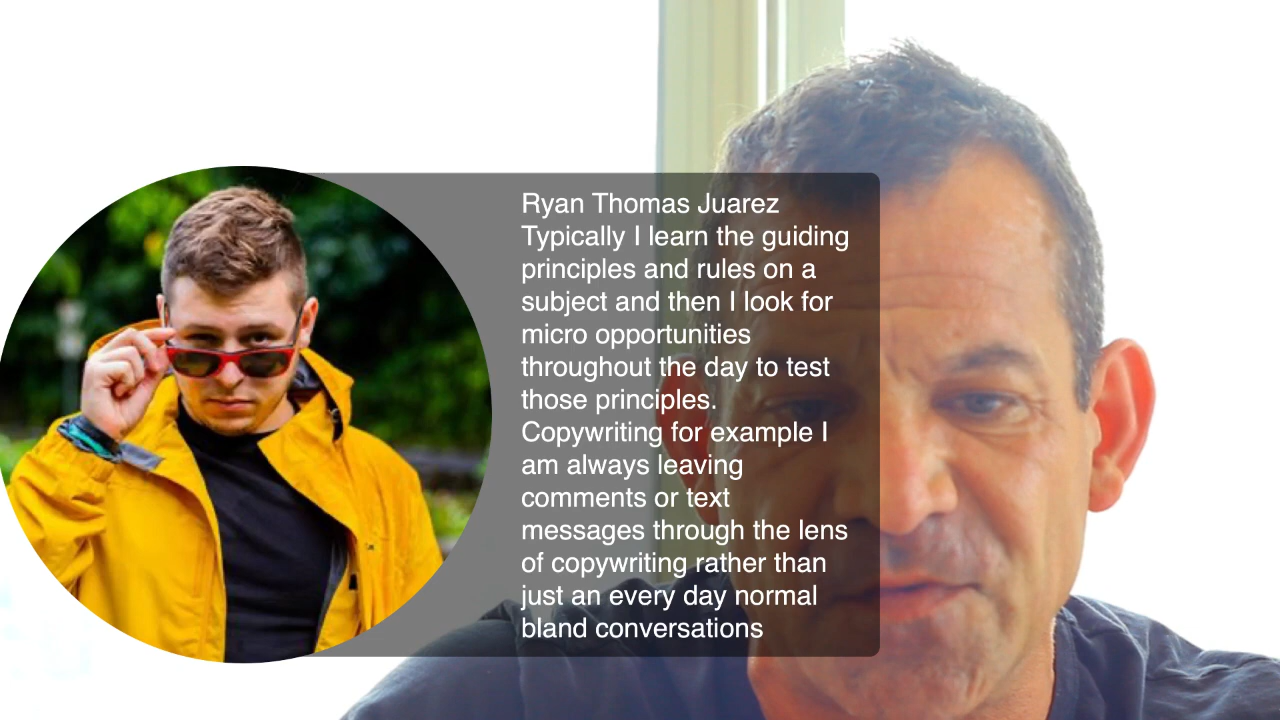 Ryan Thomas Juarez
Typically I learn the guiding
principles and rules on a
subject and then I look for
micro opportunities
throughout the day to test
those principles.
Copywriting for example I
am always leaving
comments or text
messages through the lens
of copywriting rather than
just an every day normal
bland conversations